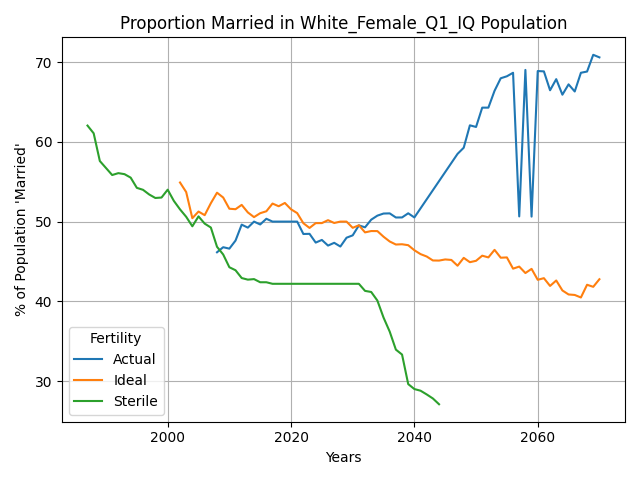 Proportion Married in White_Female_Q1_IQ Population
% of Population 'Married'
70
60
50
40
30
Fertility
Actual
Ideal
Sterile
2000
2020
2040
2060
Years